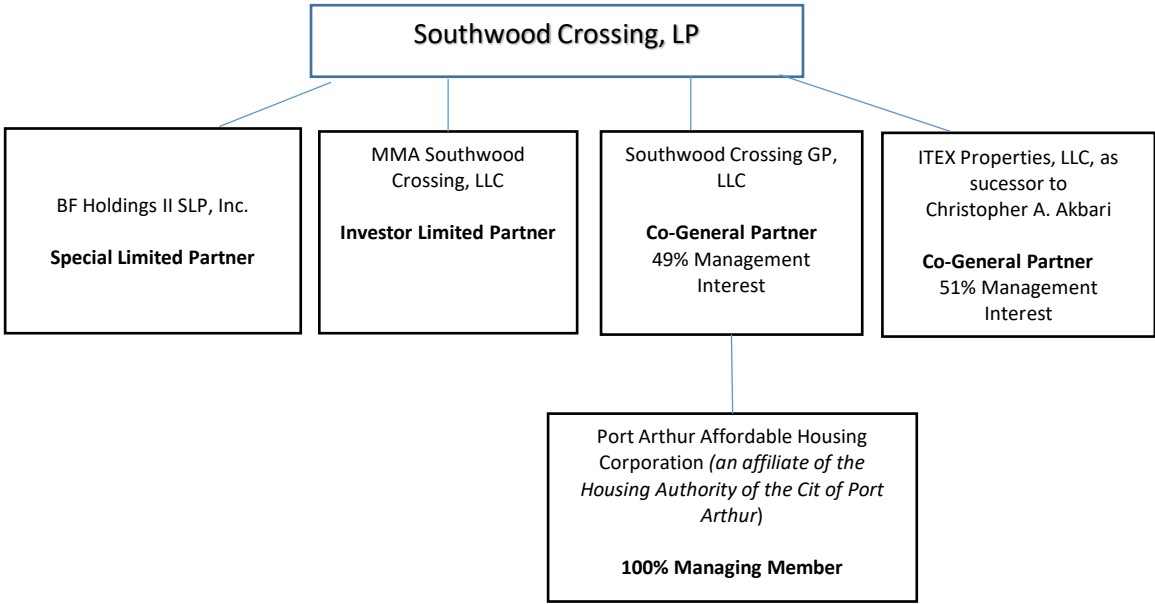 Southwood Crossing, LP
BF Holdings II SLP, Inc.
Special Limited Partner
MMA Southwood
Crossing, LLC
Investor Limited Partner
Southwood Crossing GP,
LLC
Co-General Partner
49% Management
Interest
ITEX Properties, LLC, as
sucessor to
Christopher A. Akbari
Co-General Partner
51% Management
Interest
Port Arthur Affordable Housing
Corporation (an affiliate of the
Housing Authority of the Cit of Port
Arthur)
100% Managing Member